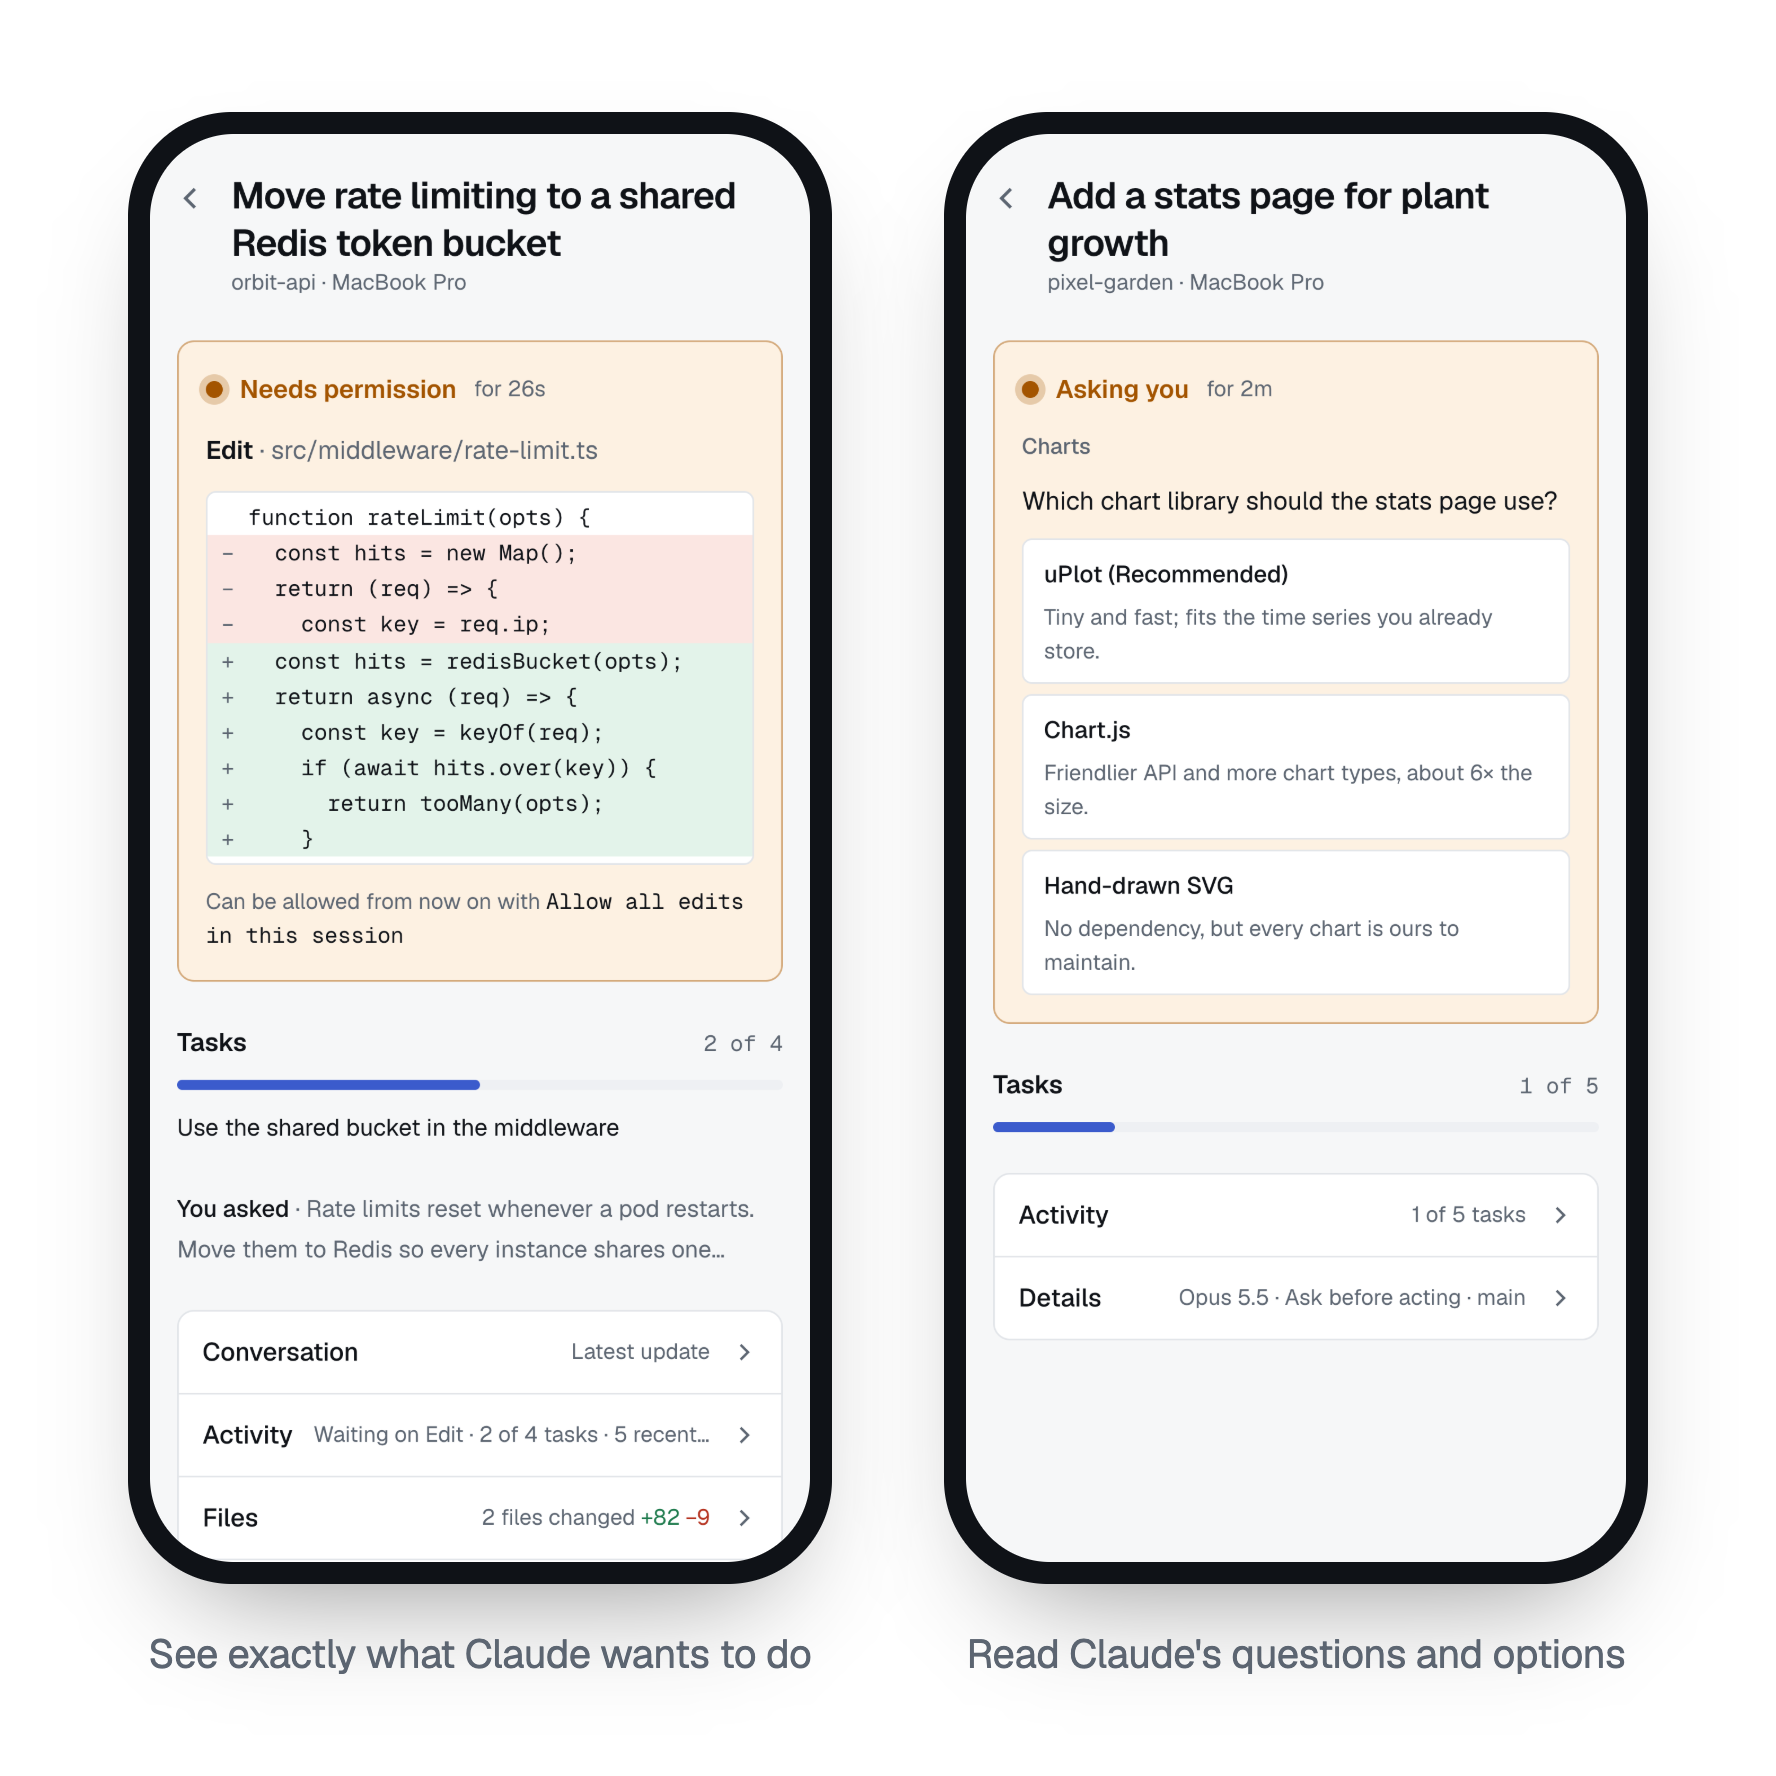 Move rate limiting to a shared
Redis token bucket
orbit-api · MacBook Pro
Needs permission for 26s
Edit · src/middleware/rate-limit.ts
function rateLimit(opts) {
−   const hits = new Map();
−   return (req) => {
−     const key = req.ip;
+   const hits = redisBucket(opts);
+   return async (req) => {
+     const key = keyOf(req);
+     if (await hits.over(key)) {
+       return tooMany(opts);
+     }
Can be allowed from now on with Allow all edits
in this session
Tasks 2 of 4
Use the shared bucket in the middleware
You asked · Rate limits reset whenever a pod restarts.
Move them to Redis so every instance shares one…
Conversation Latest update
Activity Waiting on Edit · 2 of 4 tasks · 5 recent…
Files 2 files changed +82 −9
See exactly what Claude wants to do
Add a stats page for plant
growth
pixel-garden · MacBook Pro
Asking you for 2m
Charts
Which chart library should the stats page use?
uPlot (Recommended)
Tiny and fast; fits the time series you already
store.
Chart.js
Friendlier API and more chart types, about 6× the
size.
Hand-drawn SVG
No dependency, but every chart is ours to
maintain.
Tasks 1 of 5
Activity 1 of 5 tasks
Details Opus 5.5 · Ask before acting · main
Read Claude's questions and options